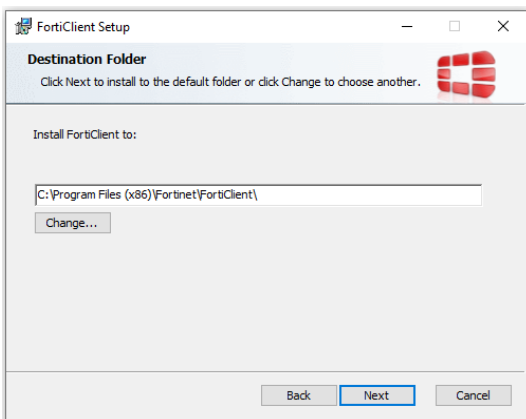 FortiClient Setup
Destination Folder
Click Next to install to the default folder or click Change to choose another.
Install FortiClient to:
C:\Program Files (x86)\Fortinet\FortiClient\
Change...
Back Next Cancel